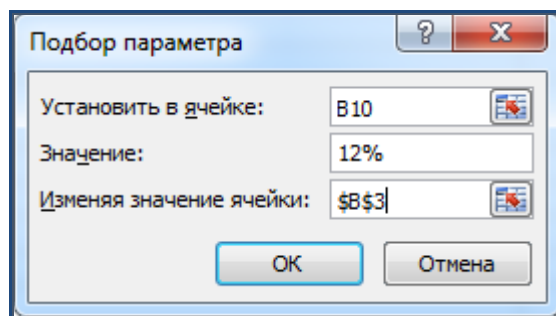 Подбор параметра
Установить в ячейке: B10
Значение: 12%
Изменяя значение ячейки: $B$3
ОК Отмена